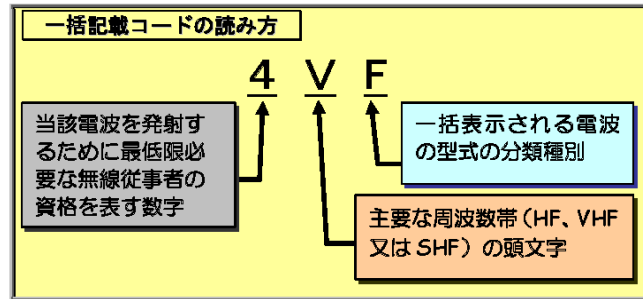 一括記載コードの読み方
4 V F
当該電波を発射す
るために最低限必
要な無線従事者の
資格を表す数字
一括表示される電波
の型式の分類種別
主要な周波数帯(HF、VHF
又はSHF)の頭文字